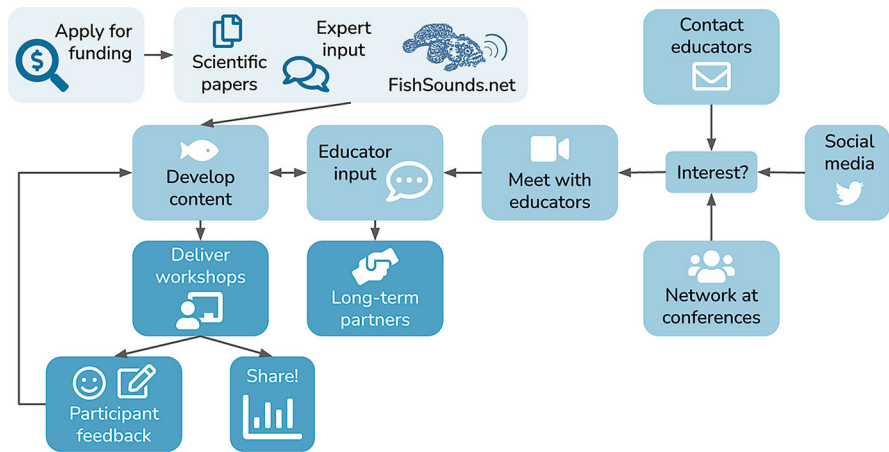 Apply for
funding
$
Scientific
papers
Expert
input
FishSounds.net
Contact
educators
Develop
content
Educator
input
Meet with
educators
Interest?
Social
media
Deliver
workshops
Long-term
partners
Network at
conferences
Participant
feedback
Share!